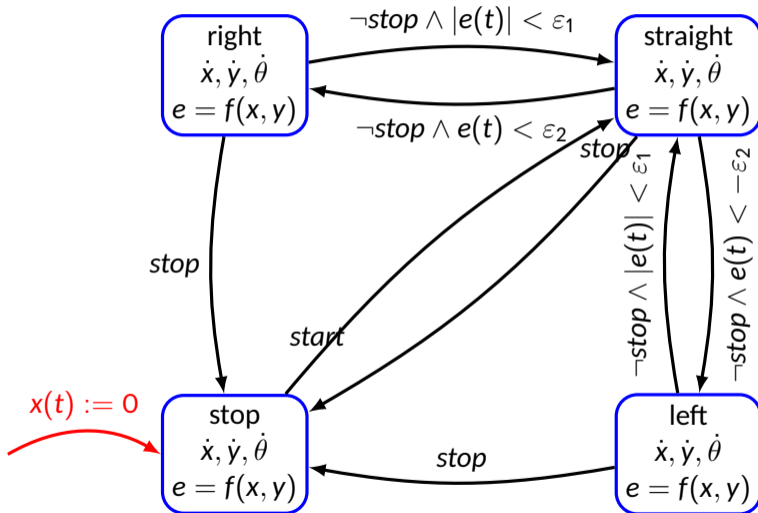 right
ẋ, ẏ, θ̇
e = f(x, y)
¬stop ∧ |e(t)| < ε₁
straight
ẋ, ẏ, θ̇
e = f(x, y)
¬stop ∧ e(t) < ε₂
stop
¬stop ∧ |e(t)| < ε₁
¬stop ∧ e(t) < −ε₂
stop
start
x(t) := 0
stop
ẋ, ẏ, θ̇
e = f(x, y)
stop
left
ẋ, ẏ, θ̇
e = f(x, y)